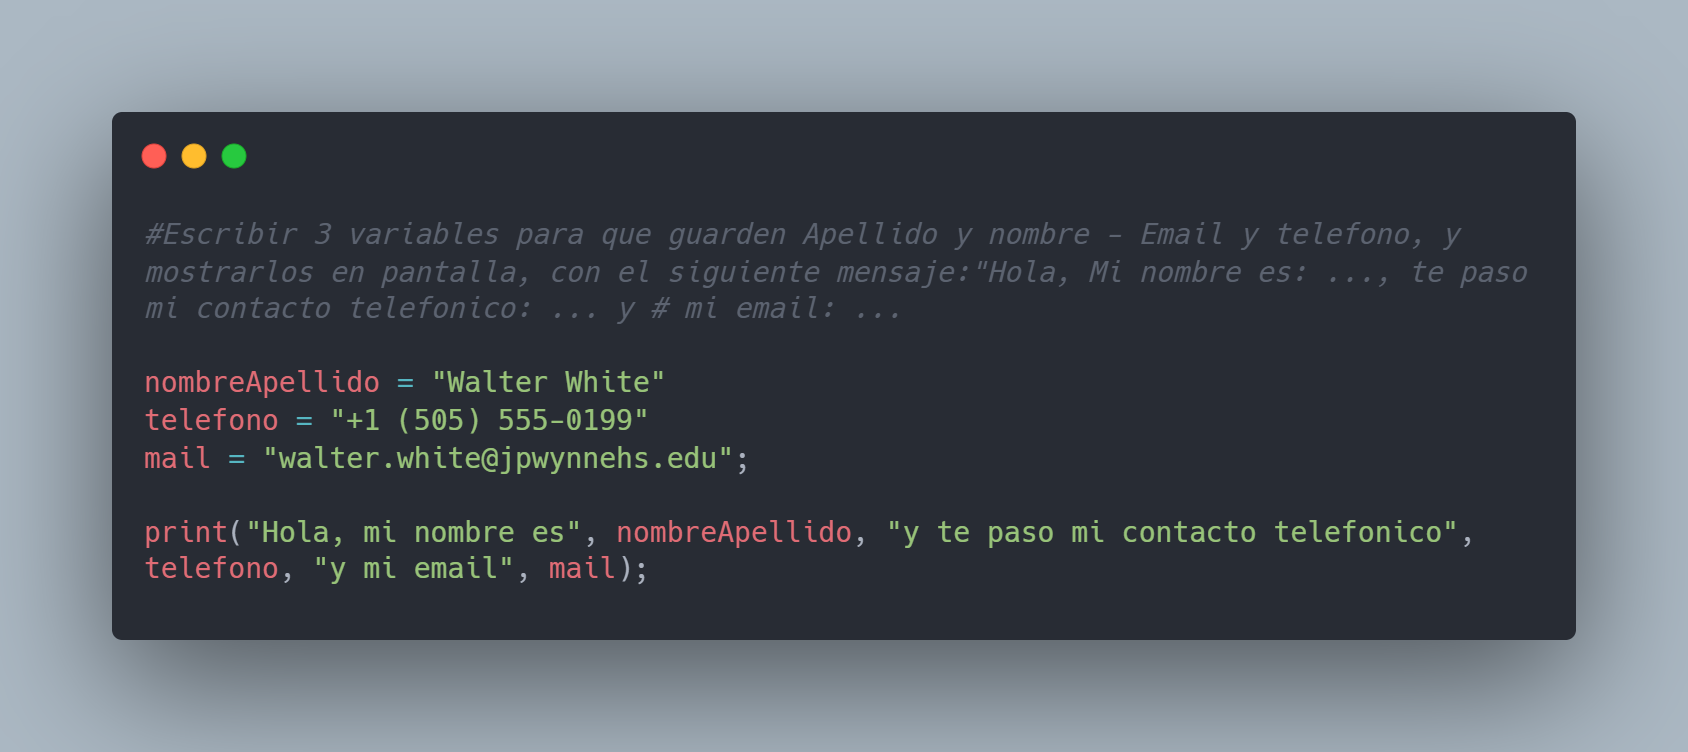 #Escribir 3 variables para que guarden Apellido y nombre - Email y telefono, y
mostrarlos en pantalla, con el siguiente mensaje:"Hola, Mi nombre es: ..., te paso
mi contacto telefonico: ... y # mi email: ...
nombreApellido = "Walter White"
telefono = "+1 (505) 555-0199"
mail = "walter.white@jpwynnehs.edu";
print("Hola, mi nombre es", nombreApellido, "y te paso mi contacto telefonico",
telefono, "y mi email", mail);